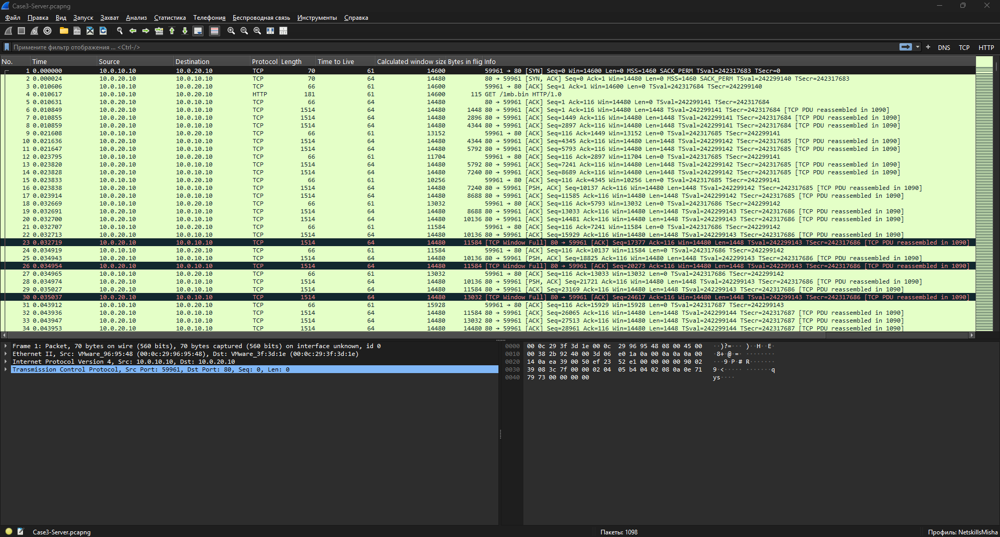 Case3-Server.pcapng
Файл Правка Вид Запуск Захват Анализ Статистика Телефония Беспроводная связь Инструменты Справка
Примените фильтр отображения ... <Ctrl-/> + DNS TCP HTTP
No. Time Source Destination Protocol Length Time to Live Calculated window size Bytes in flig Info
1 0.000000 10.0.10.10 10.0.20.10 TCP 70 61 14600 59961 → 80 [SYN] Seq=0 Win=14600 Len=0 MSS=1460 SACK_PERM TSval=242317683 TSecr=0
2 0.000024 10.0.20.10 10.0.10.10 TCP 70 64 14480 80 → 59961 [SYN, ACK] Seq=0 Ack=1 Win=14480 Len=0 MSS=1460 SACK_PERM TSval=242299140 TSecr=242317683
3 0.010606 10.0.10.10 10.0.20.10 TCP 66 61 14600 59961 → 80 [ACK] Seq=1 Ack=1 Win=14600 Len=0 TSval=242317684 TSecr=242299140
4 0.010617 10.0.10.10 10.0.20.10 HTTP 181 61 14600 115 GET /1mb.bin HTTP/1.0
5 0.010631 10.0.20.10 10.0.10.10 TCP 66 64 14480 80 → 59961 [ACK] Seq=1 Ack=116 Win=14480 Len=0 TSval=242299141 TSecr=242317684
6 0.010849 10.0.20.10 10.0.10.10 TCP 1514 64 14480 1448 80 → 59961 [ACK] Seq=1 Ack=116 Win=14480 Len=1448 TSval=242299141 TSecr=242317684 [TCP PDU reassembled in 1090]
7 0.010855 10.0.20.10 10.0.10.10 TCP 1514 64 14480 2896 80 → 59961 [ACK] Seq=1449 Ack=116 Win=14480 Len=1448 TSval=242299141 TSecr=242317684 [TCP PDU reassembled in 1090]
8 0.010859 10.0.20.10 10.0.10.10 TCP 1514 64 14480 4344 80 → 59961 [ACK] Seq=2897 Ack=116 Win=14480 Len=1448 TSval=242299141 TSecr=242317684 [TCP PDU reassembled in 1090]
9 0.021608 10.0.10.10 10.0.20.10 TCP 66 61 13152 59961 → 80 [ACK] Seq=116 Ack=1449 Win=13152 Len=0 TSval=242317685 TSecr=242299141
10 0.021636 10.0.20.10 10.0.10.10 TCP 1514 64 14480 4344 80 → 59961 [ACK] Seq=4345 Ack=116 Win=14480 Len=1448 TSval=242299142 TSecr=242317685 [TCP PDU reassembled in 1090]
11 0.021647 10.0.20.10 10.0.10.10 TCP 1514 64 14480 5792 80 → 59961 [ACK] Seq=5793 Ack=116 Win=14480 Len=1448 TSval=242299142 TSecr=242317685 [TCP PDU reassembled in 1090]
12 0.023795 10.0.10.10 10.0.20.10 TCP 66 61 11704 59961 → 80 [ACK] Seq=116 Ack=2897 Win=11704 Len=0 TSval=242317685 TSecr=242299141
13 0.023820 10.0.20.10 10.0.10.10 TCP 1514 64 14480 5792 80 → 59961 [ACK] Seq=7241 Ack=116 Win=14480 Len=1448 TSval=242299142 TSecr=242317685 [TCP PDU reassembled in 1090]
14 0.023828 10.0.20.10 10.0.10.10 TCP 1514 64 14480 7240 80 → 59961 [ACK] Seq=8689 Ack=116 Win=14480 Len=1448 TSval=242299142 TSecr=242317685 [TCP PDU reassembled in 1090]
15 0.023833 10.0.10.10 10.0.20.10 TCP 66 61 10256 59961 → 80 [ACK] Seq=116 Ack=4345 Win=10256 Len=0 TSval=242317685 TSecr=242299141
16 0.023838 10.0.20.10 10.0.10.10 TCP 1514 64 14480 7240 80 → 59961 [PSH, ACK] Seq=10137 Ack=116 Win=14480 Len=1448 TSval=242299142 TSecr=242317685 [TCP PDU reassembled in 1090]
17 0.023914 10.0.20.10 10.0.10.10 TCP 1514 64 14480 8688 80 → 59961 [ACK] Seq=11585 Ack=116 Win=14480 Len=1448 TSval=242299142 TSecr=242317685 [TCP PDU reassembled in 1090]
18 0.032669 10.0.10.10 10.0.20.10 TCP 66 61 13032 59961 → 80 [ACK] Seq=116 Ack=5793 Win=13032 Len=0 TSval=242317686 TSecr=242299142
19 0.032691 10.0.20.10 10.0.10.10 TCP 1514 64 14480 8688 80 → 59961 [ACK] Seq=13033 Ack=116 Win=14480 Len=1448 TSval=242299143 TSecr=242317686 [TCP PDU reassembled in 1090]
20 0.032700 10.0.20.10 10.0.10.10 TCP 1514 64 14480 10136 80 → 59961 [ACK] Seq=14481 Ack=116 Win=14480 Len=1448 TSval=242299143 TSecr=242317686 [TCP PDU reassembled in 1090]
21 0.032707 10.0.10.10 10.0.20.10 TCP 66 61 11584 59961 → 80 [ACK] Seq=116 Ack=7241 Win=11584 Len=0 TSval=242317686 TSecr=242299142
22 0.032713 10.0.20.10 10.0.10.10 TCP 1514 64 14480 10136 80 → 59961 [ACK] Seq=15929 Ack=116 Win=14480 Len=1448 TSval=242299143 TSecr=242317686 [TCP PDU reassembled in 1090]
23 0.032719 10.0.20.10 10.0.10.10 TCP 1514 64 14480 11584 [TCP Window Full] 80 → 59961 [ACK] Seq=17377 Ack=116 Win=14480 Len=1448 TSval=242299143 TSecr=242317686 [TCP PDU reassembled in 1090]
24 0.034919 10.0.10.10 10.0.20.10 TCP 66 61 11584 59961 → 80 [ACK] Seq=116 Ack=10137 Win=11584 Len=0 TSval=242317686 TSecr=242299142
25 0.034943 10.0.20.10 10.0.10.10 TCP 1514 64 14480 10136 80 → 59961 [PSH, ACK] Seq=18825 Ack=116 Win=14480 Len=1448 TSval=242299143 TSecr=242317686 [TCP PDU reassembled in 1090]
26 0.034954 10.0.20.10 10.0.10.10 TCP 1514 64 14480 11584 [TCP Window Full] 80 → 59961 [ACK] Seq=20273 Ack=116 Win=14480 Len=1448 TSval=242299143 TSecr=242317686 [TCP PDU reassembled in 1090]
27 0.034965 10.0.10.10 10.0.20.10 TCP 66 61 13032 59961 → 80 [ACK] Seq=116 Ack=13033 Win=13032 Len=0 TSval=242317686 TSecr=242299142
28 0.034974 10.0.20.10 10.0.10.10 TCP 1514 64 14480 10136 80 → 59961 [PSH, ACK] Seq=21721 Ack=116 Win=14480 Len=1448 TSval=242299143 TSecr=242317686 [TCP PDU reassembled in 1090]
29 0.035027 10.0.20.10 10.0.10.10 TCP 1514 64 14480 11584 80 → 59961 [ACK] Seq=23169 Ack=116 Win=14480 Len=1448 TSval=242299143 TSecr=242317686 [TCP PDU reassembled in 1090]
30 0.035037 10.0.20.10 10.0.10.10 TCP 1514 64 14480 13032 [TCP Window Full] 80 → 59961 [ACK] Seq=24617 Ack=116 Win=14480 Len=1448 TSval=242299143 TSecr=242317686 [TCP PDU reassembled in 1090]
31 0.043912 10.0.10.10 10.0.20.10 TCP 66 61 15928 59961 → 80 [ACK] Seq=116 Ack=15929 Win=15928 Len=0 TSval=242317687 TSecr=242299143
32 0.043936 10.0.20.10 10.0.10.10 TCP 1514 64 14480 11584 80 → 59961 [ACK] Seq=26065 Ack=116 Win=14480 Len=1448 TSval=242299144 TSecr=242317687 [TCP PDU reassembled in 1090]
33 0.043947 10.0.20.10 10.0.10.10 TCP 1514 64 14480 13032 80 → 59961 [ACK] Seq=27513 Ack=116 Win=14480 Len=1448 TSval=242299144 TSecr=242317687 [TCP PDU reassembled in 1090]
34 0.043953 10.0.20.10 10.0.10.10 TCP 1514 64 14480 14480 80 → 59961 [ACK] Seq=28961 Ack=116 Win=14480 Len=1448 TSval=242299144 TSecr=242317687 [TCP PDU reassembled in 1090]
Frame 1: Packet, 70 bytes on wire (560 bits), 70 bytes captured (560 bits) on interface unknown, id 0
Ethernet II, Src: VMware_96:95:48 (00:0c:29:96:95:48), Dst: VMware_3f:3d:1e (00:0c:29:3f:3d:1e)
Internet Protocol Version 4, Src: 10.0.10.10, Dst: 10.0.20.10
Transmission Control Protocol, Src Port: 59961, Dst Port: 80, Seq: 0, Len: 0
0000 00 0c 29 3f 3d 1e 00 0c 29 96 95 48 08 00 45 00 ··)?=··· )··H··E·
0010 00 38 2b 92 40 00 3d 06 e0 1a 0a 00 0a 0a 0a 00 ·8+·@·=· ········
0020 14 0a ea 39 00 50 ef 23 52 e1 00 00 00 00 90 02 ···9·P·# R·······
0030 39 08 3c 7f 00 00 02 04 05 b4 04 02 08 0a 0e 71 9·<····· ·······q
0040 79 73 00 00 00 00 ys····
Case3-Server.pcapng Пакеты: 1098 Профиль: NetskillsMisha